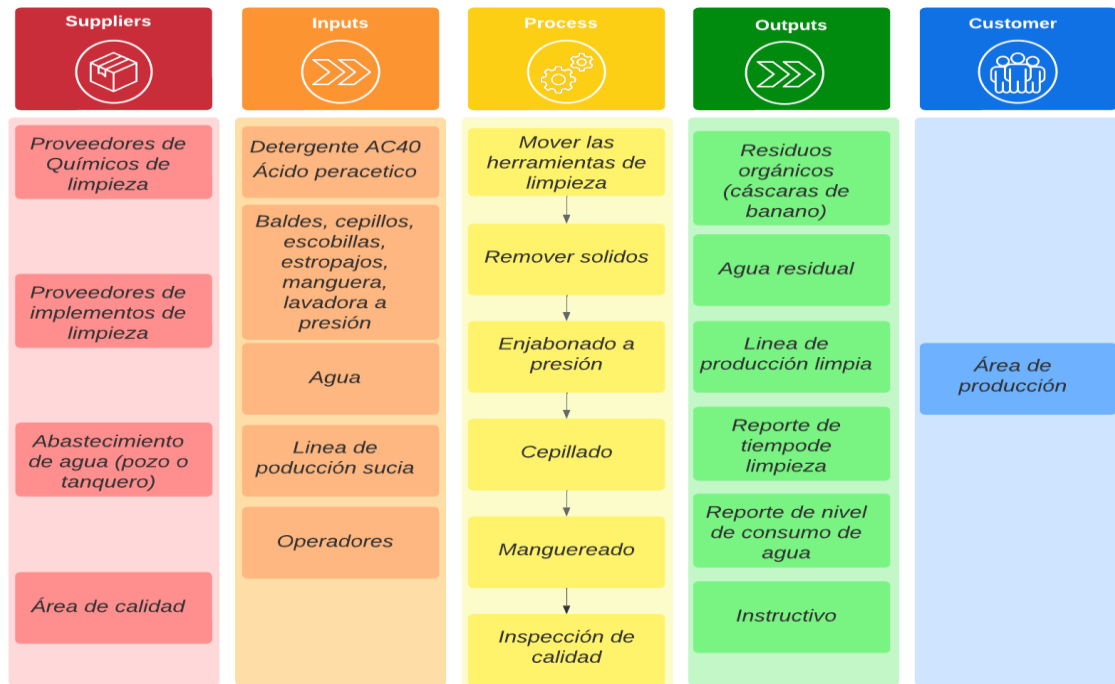 Suppliers
Inputs
Process
Outputs
Customer
Proveedores de
Químicos de
limpieza
Proveedores de
implementos de
limpieza
Abastecimiento
de agua (pozo o
tanquero)
Área de calidad
Detergente AC40
Ácido peracetico
Baldes, cepillos,
escobillas,
estropajos,
manguera,
lavadora a
presión
Agua
Linea de
poducción sucia
Operadores
Mover las
herramientas de
limpieza
Remover solidos
Enjabonado a
presión
Cepillado
Manguereado
Inspección de
calidad
Residuos
orgánicos
(cáscaras de
banano)
Agua residual
Linea de
producción limpia
Reporte de
tiempode
limpieza
Reporte de nivel
de consumo de
agua
Instructivo
Área de
producción